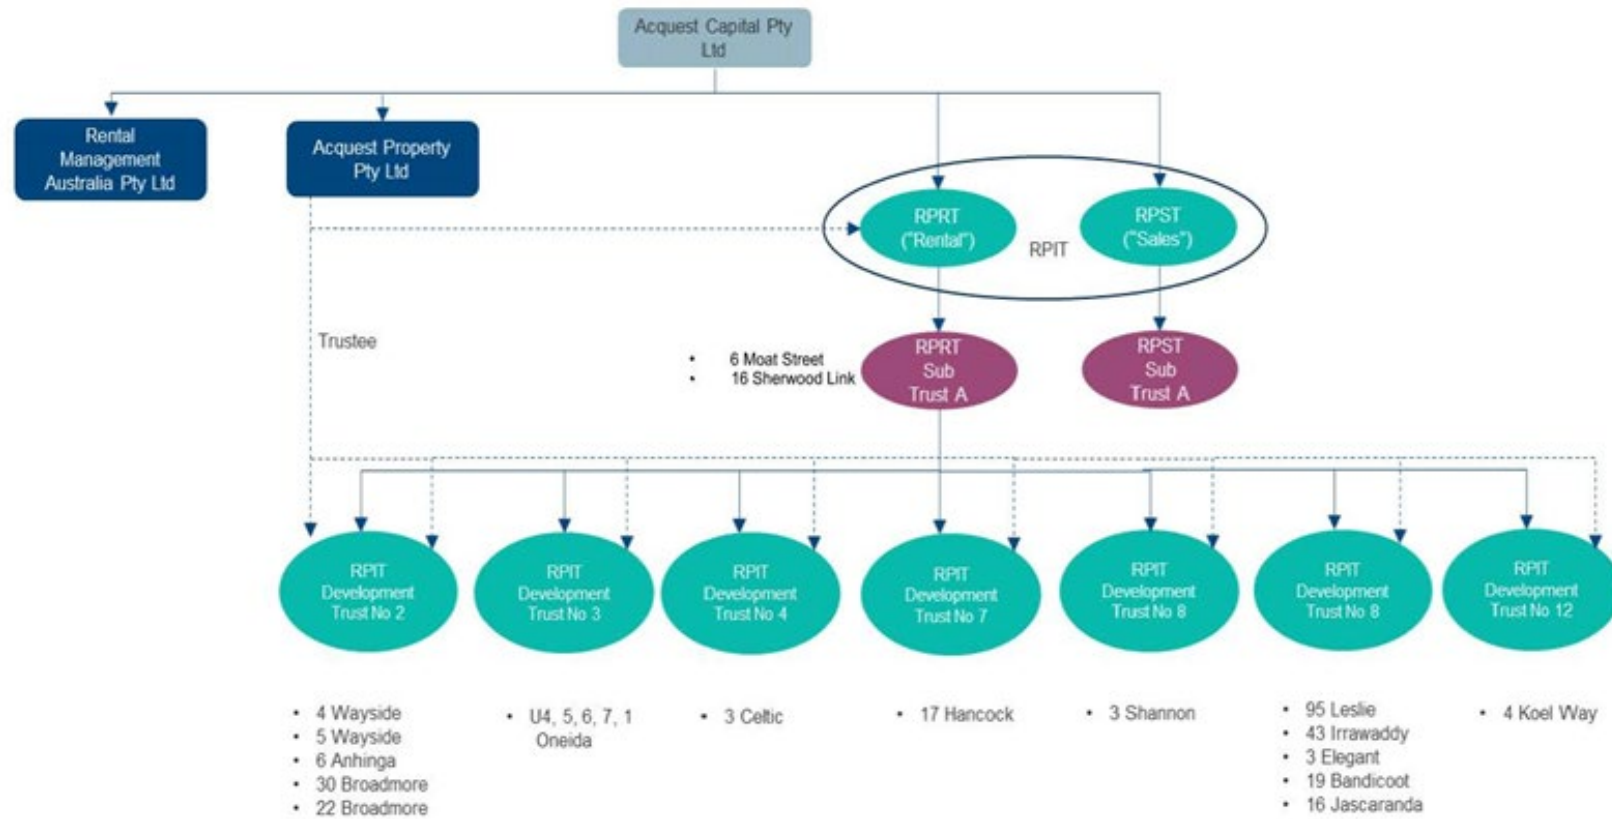 Acquest Capital Pty
Ltd
Rental
Management
Australia Pty Ltd
Acquest Property
Pty Ltd
RPRT
("Rental")
RPIT
RPST
("Sales")
Trustee
• 6 Moat Street
• 16 Sherwood Link
RPRT
Sub
Trust A
RPST
Sub
Trust A
RPIT
Development
Trust No 2
RPIT
Development
Trust No 3
RPIT
Development
Trust No 4
RPIT
Development
Trust No 7
RPIT
Development
Trust No 8
RPIT
Development
Trust No 8
RPIT
Development
Trust No 12
• 4 Wayside
• 5 Wayside
• 6 Anhinga
• 30 Broadmore
• 22 Broadmore
• U4, 5, 6, 7, 1
Oneida
• 3 Celtic
• 17 Hancock
• 3 Shannon
• 95 Leslie
• 43 Irrawaddy
• 3 Elegant
• 19 Bandicoot
• 16 Jascaranda
• 4 Koel Way